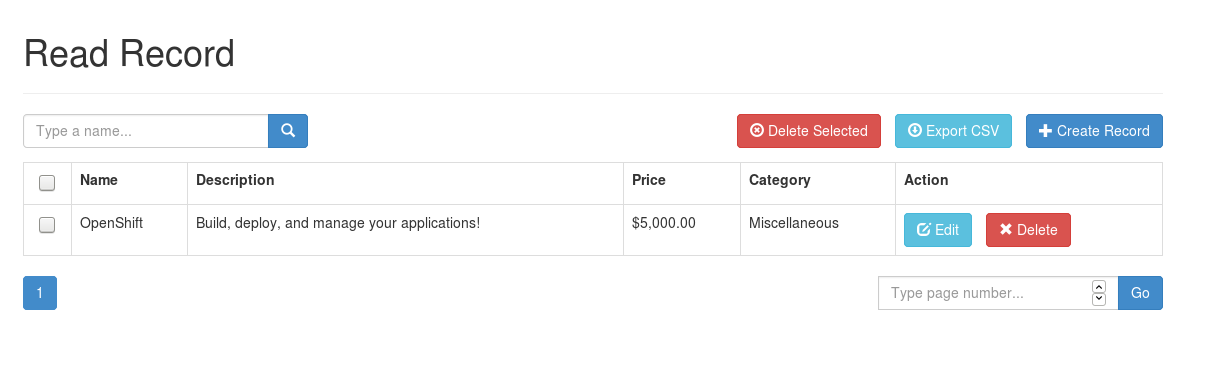 Read Record
Type a name... Delete Selected Export CSV Create Record
Name Description Price Category Action
OpenShift Build, deploy, and manage your applications! $5,000.00 Miscellaneous Edit Delete
1 Type page number... Go